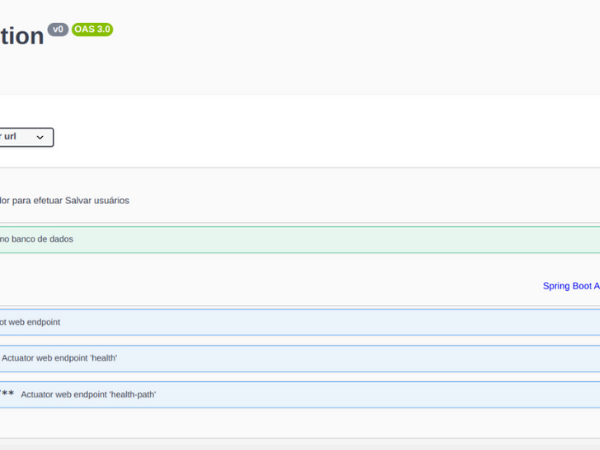 tion v0 OAS 3.0
r url
dor para efetuar Salvar usuários
no banco de dados
Spring Boot A
ot web endpoint
Actuator web endpoint 'health'
/** Actuator web endpoint 'health-path'